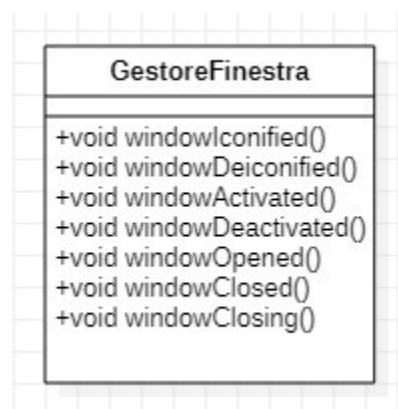 GestoreFinestra
+void windowIconified()
+void windowDeiconified()
+void windowActivated()
+void windowDeactivated()
+void windowOpened()
+void windowClosed()
+void windowClosing()